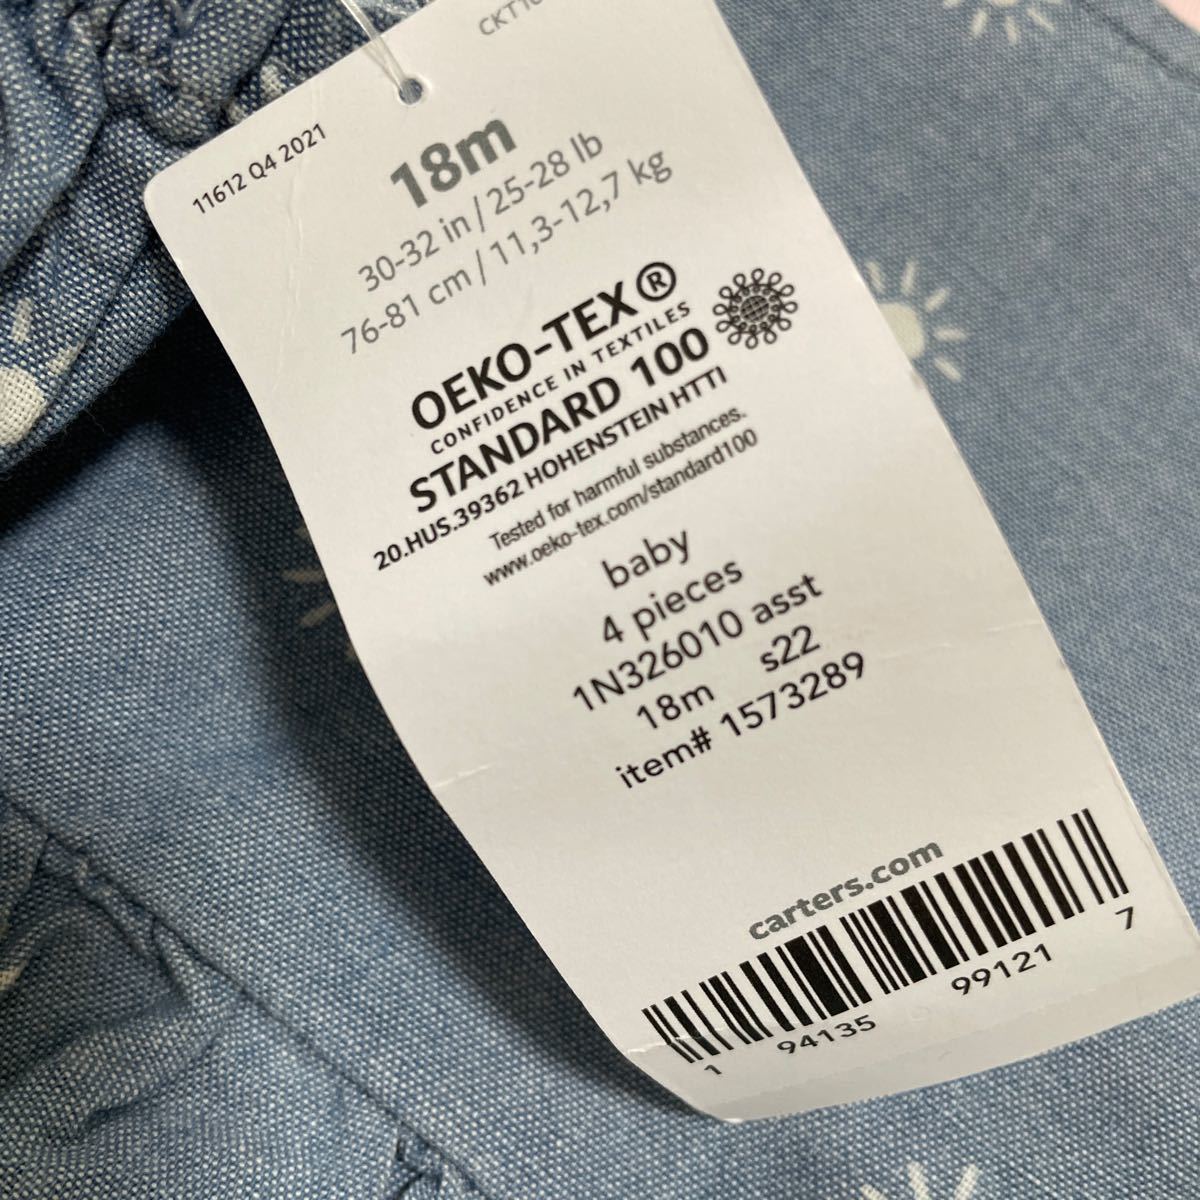 11612 Q4 2021
18m
30-32 in / 25-28 lb
76-81 cm / 11,3-12,7 kg
OEKO-TEX®
CONFIDENCE IN TEXTILES
STANDARD 100
20.HUS.39362 HOHENSTEIN HTTI
Tested for harmful substances.
www.oeko-tex.com/standard100
baby
4 pieces
1N326010 asst
18m s22
item# 1573289
carters.com
1 94135 99121 7